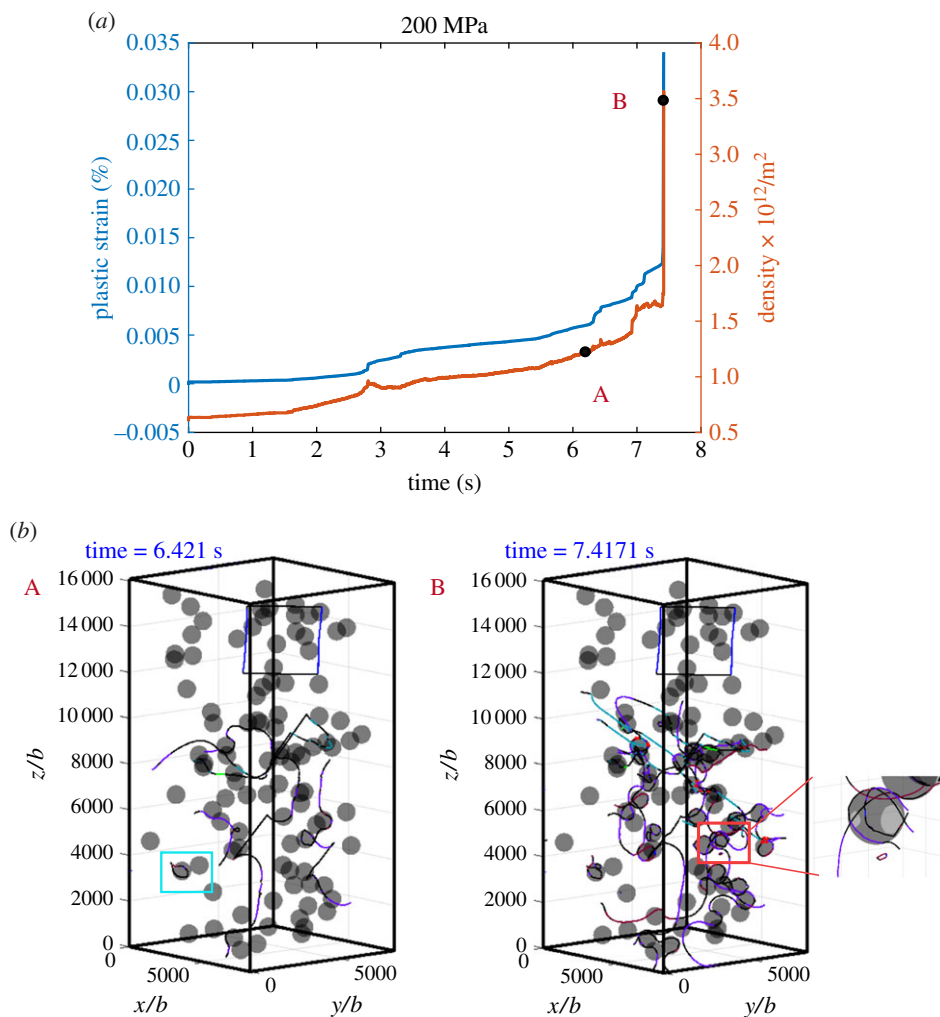 (a)
200 MPa
0.035
0.030
0.025
0.020
0.015
0.010
0.005
0
–0.005
plastic strain (%)
4.0
3.5
3.0
2.5
2.0
1.5
1.0
0.5
density × 10^12/m^2
B
A
0 1 2 3 4 5 6 7 8
time (s)
(b)
time = 6.421 s
A
16 000
14 000
12 000
10 000
8000
6000
4000
2000
0
z/b
0 5000 0 5000
x/b y/b
time = 7.4171 s
B
16 000
14 000
12 000
10 000
8000
6000
4000
2000
0
z/b
0 5000 0 5000
x/b y/b